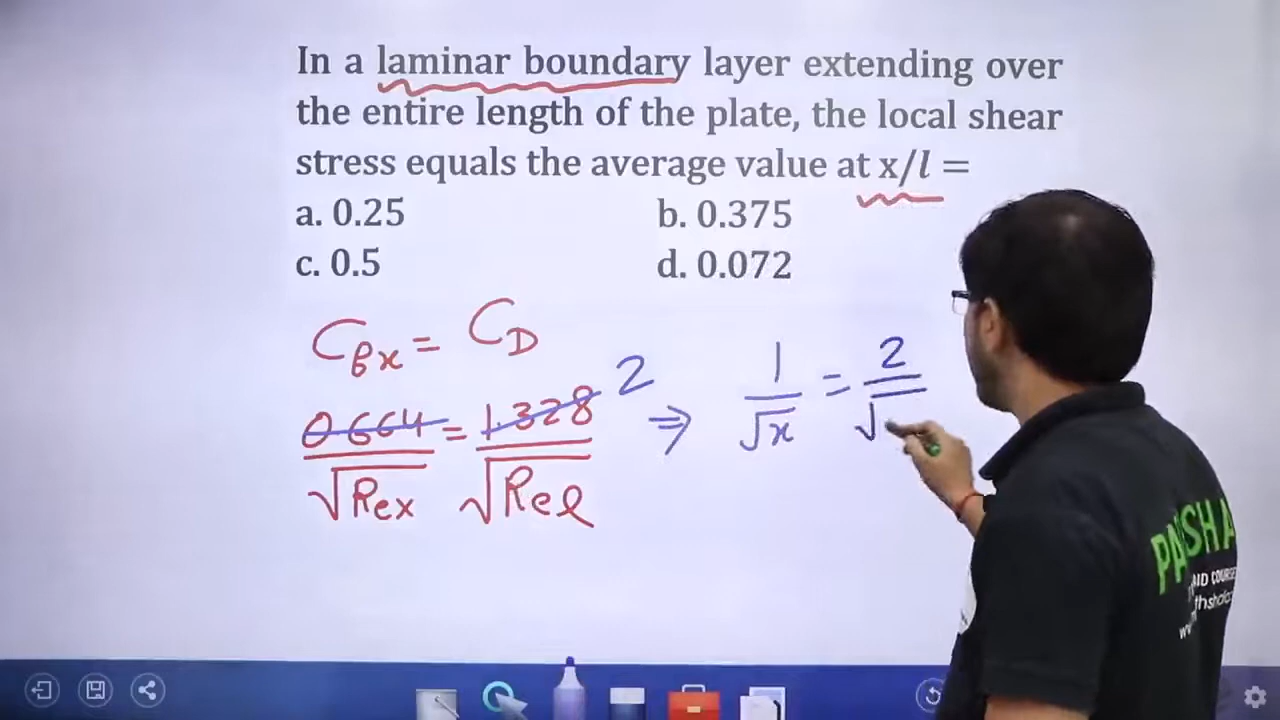 In a laminar boundary layer extending over
the entire length of the plate, the local shear
stress equals the average value at x/l =
a. 0.25 b. 0.375
c. 0.5 d. 0.072
C_fx = C_D
0.664/√Rex = 1.328/√Rel 2 ⇒ 1/√x = 2/√